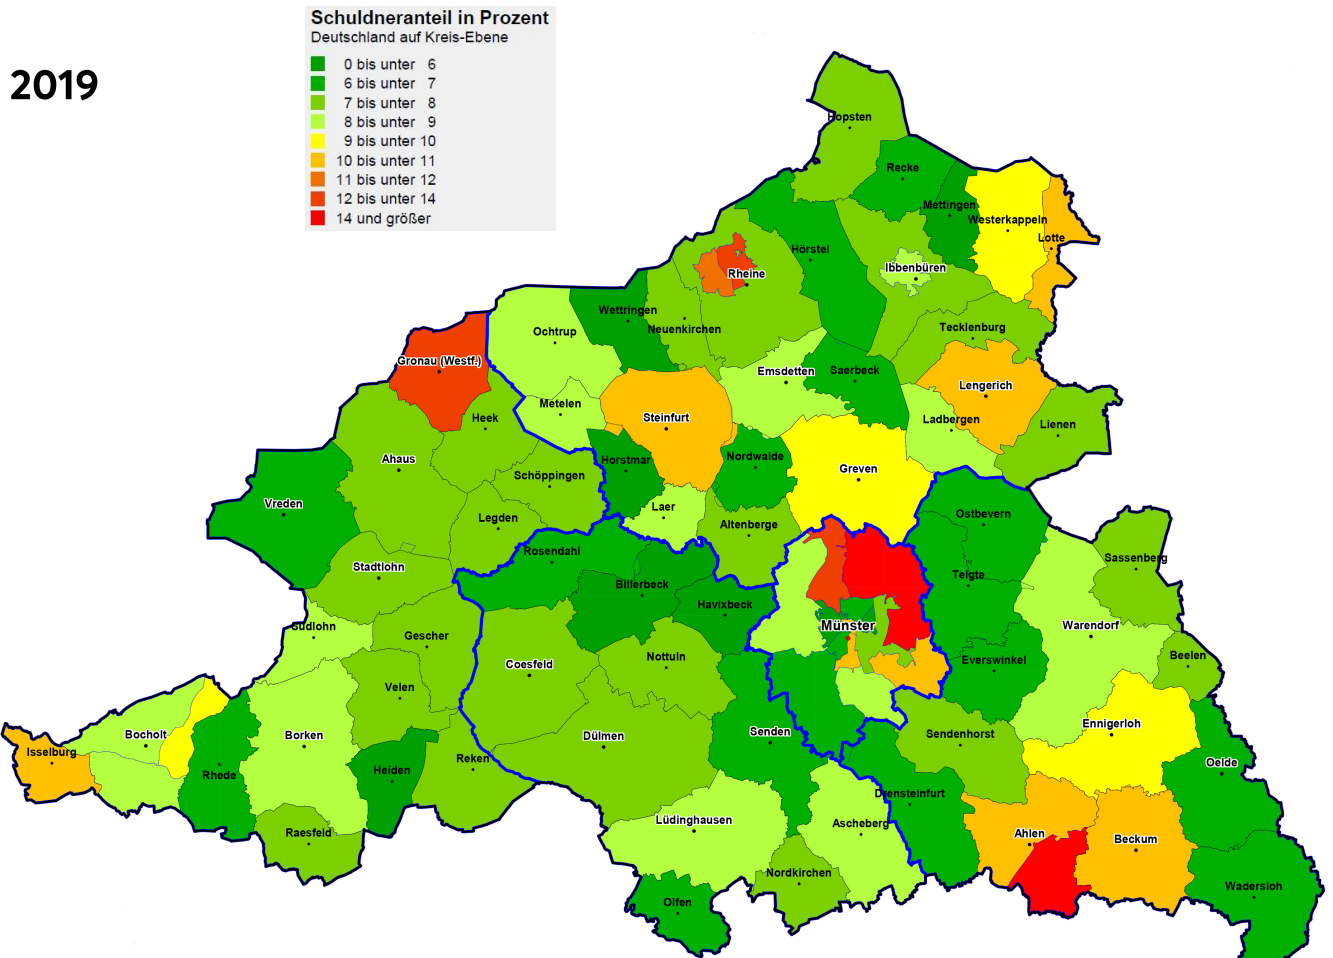 Schuldneranteil in Prozent
Deutschland auf Kreis-Ebene
2019
0 bis unter 6
6 bis unter 7
7 bis unter 8
8 bis unter 9
9 bis unter 10
10 bis unter 11
11 bis unter 12
12 bis unter 14
14 und größer
Hopsten
Recke
Mettingen
Westerkappeln
Lotte
Hörstel
Ibbenbüren
Rheine
Wettringen
Neuenkirchen
Ochtrup
Tecklenburg
Gronau (Westf.)
Emsdetten
Saerbeck
Lengerich
Metelen
Heek
Steinfurt
Ladbergen
Lienen
Ahaus
Horstmar
Nordwalde
Greven
Schöppingen
Vreden
Laer
Legden
Altenberge
Ostbevern
Rosendahl
Sassenberg
Stadtlohn
Telgte
Billerbeck
Havixbeck
Südlohn
Münster
Warendorf
Gescher
Nottuln
Everswinkel
Beelen
Coesfeld
Velen
Ennigerloh
Bocholt
Borken
Dülmen
Senden
Sendenhorst
Isselburg
Reken
Oelde
Rhede
Heiden
Drensteinfurt
Lüdinghausen
Ascheberg
Raesfeld
Ahlen
Beckum
Nordkirchen
Wadersloh
Olfen